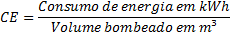 CE = Consumo de energia em kWh
Volume bombeado em m³